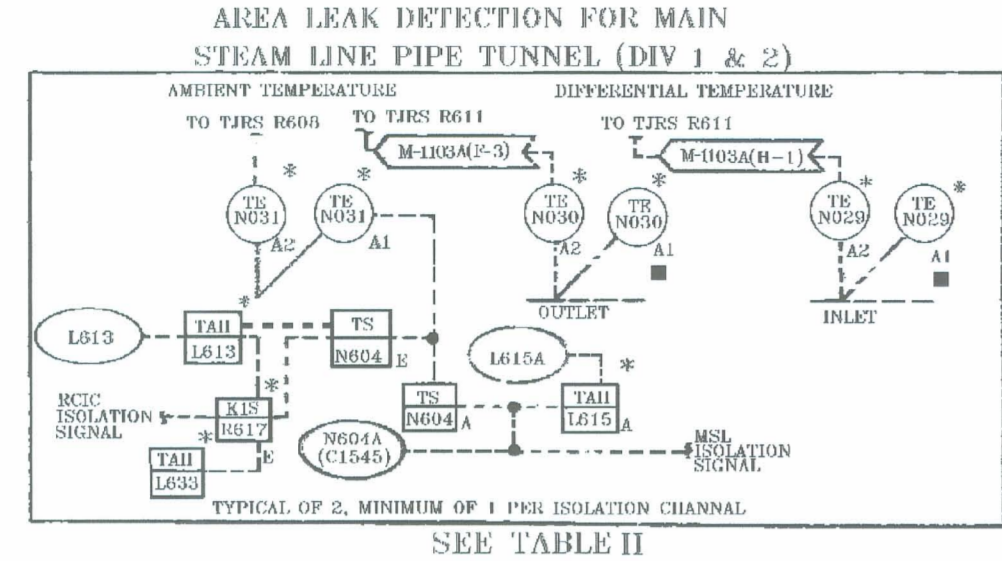 AREA LEAK DETECTION FOR MAIN
STEAM LINE PIPE TUNNEL (DIV 1 & 2)
AMBIENT TEMPERATURE
DIFFERENTIAL TEMPERATURE
TO TJRS R608
TO TJRS R611
TO TJRS R611
M-1103A(F-3)
M-1103A(H-1)
*
*
*
*
*
*
TE
N031
TE
N031
TE
N030
TE
N030
TE
N029
TE
N029
A2
A1
A2
A1
A2
A1
OUTLET
INLET
*
L613
TAH
L613
TS
N604
E
L615A
*
RCIC
ISOLATION
SIGNAL
*
K1S
R617
E
TS
N604
A
TAH
L615
A
*
TAH
L633
N604A
(C1545)
MSL
ISOLATION
SIGNAL
TYPICAL OF 2, MINIMUM OF 1 PER ISOLATION CHANNAL
SEE TABLE II